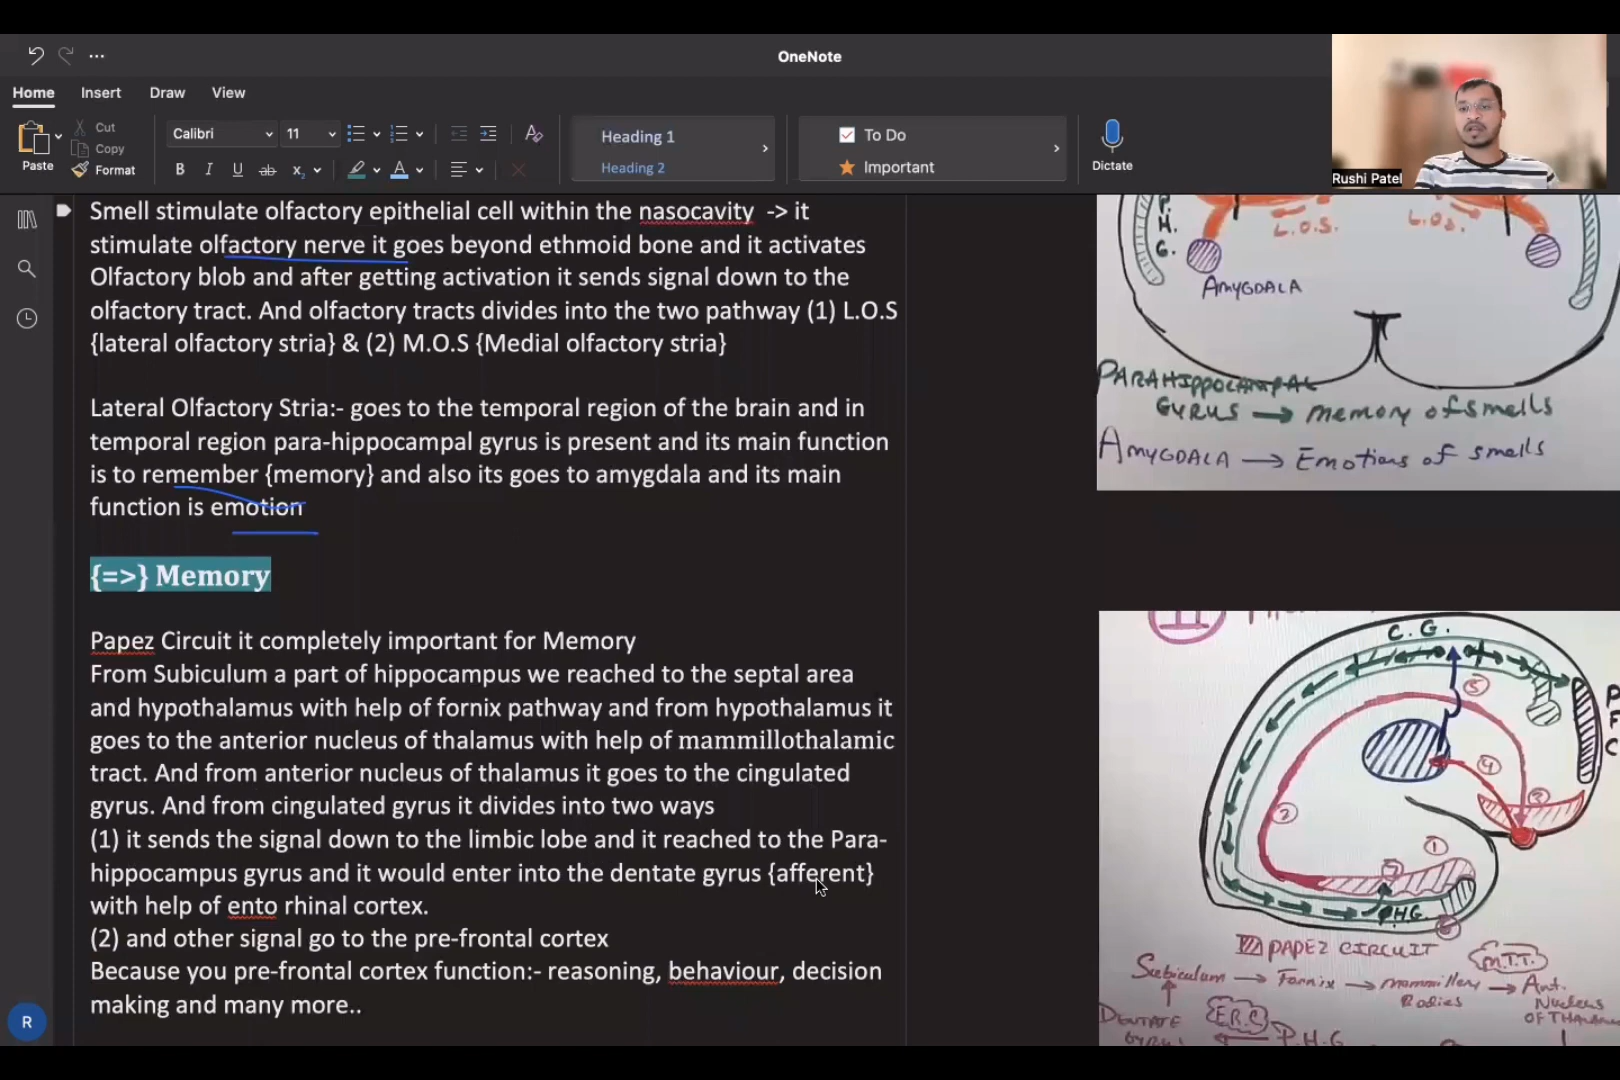 OneNote
Home Insert Draw View
Paste
Cut
Copy
Format
Calibri 11
B I U ab x₂ A
Heading 1
Heading 2
To Do
Important
Dictate
Rushi Patel
Smell stimulate olfactory epithelial cell within the nasocavity -> it
stimulate olfactory nerve it goes beyond ethmoid bone and it activates
Olfactory blob and after getting activation it sends signal down to the
olfactory tract. And olfactory tracts divides into the two pathway (1) L.O.S
{lateral olfactory stria} & (2) M.O.S {Medial olfactory stria}
Lateral Olfactory Stria:- goes to the temporal region of the brain and in
temporal region para-hippocampal gyrus is present and its main function
is to remember {memory} and also its goes to amygdala and its main
function is emotion
{=>} Memory
Papez Circuit it completely important for Memory
From Subiculum a part of hippocampus we reached to the septal area
and hypothalamus with help of fornix pathway and from hypothalamus it
goes to the anterior nucleus of thalamus with help of mammillothalamic
tract. And from anterior nucleus of thalamus it goes to the cingulated
gyrus. And from cingulated gyrus it divides into two ways
(1) it sends the signal down to the limbic lobe and it reached to the Para-
hippocampus gyrus and it would enter into the dentate gyrus {afferent}
with help of ento rhinal cortex.
(2) and other signal go to the pre-frontal cortex
Because you pre-frontal cortex function:- reasoning, behaviour, decision
making and many more..
R
H.
G.
L.O.S.
L.O.S.
AMYGDALA
PARAHIPPOCAMPAL
GYRUS → memory of smells
AMYGDALA → Emotions of smells
C.G.
P
F
C
5
4
3
2
1
7
P.H.G.
PAPEZ CIRCUIT
M.T.T.
Subiculum → Fornix → mammillary → Ant.
Bodies
Nucleus
OF THALAM
DENTATE
GYRUS
E.R.C.
P.H.G